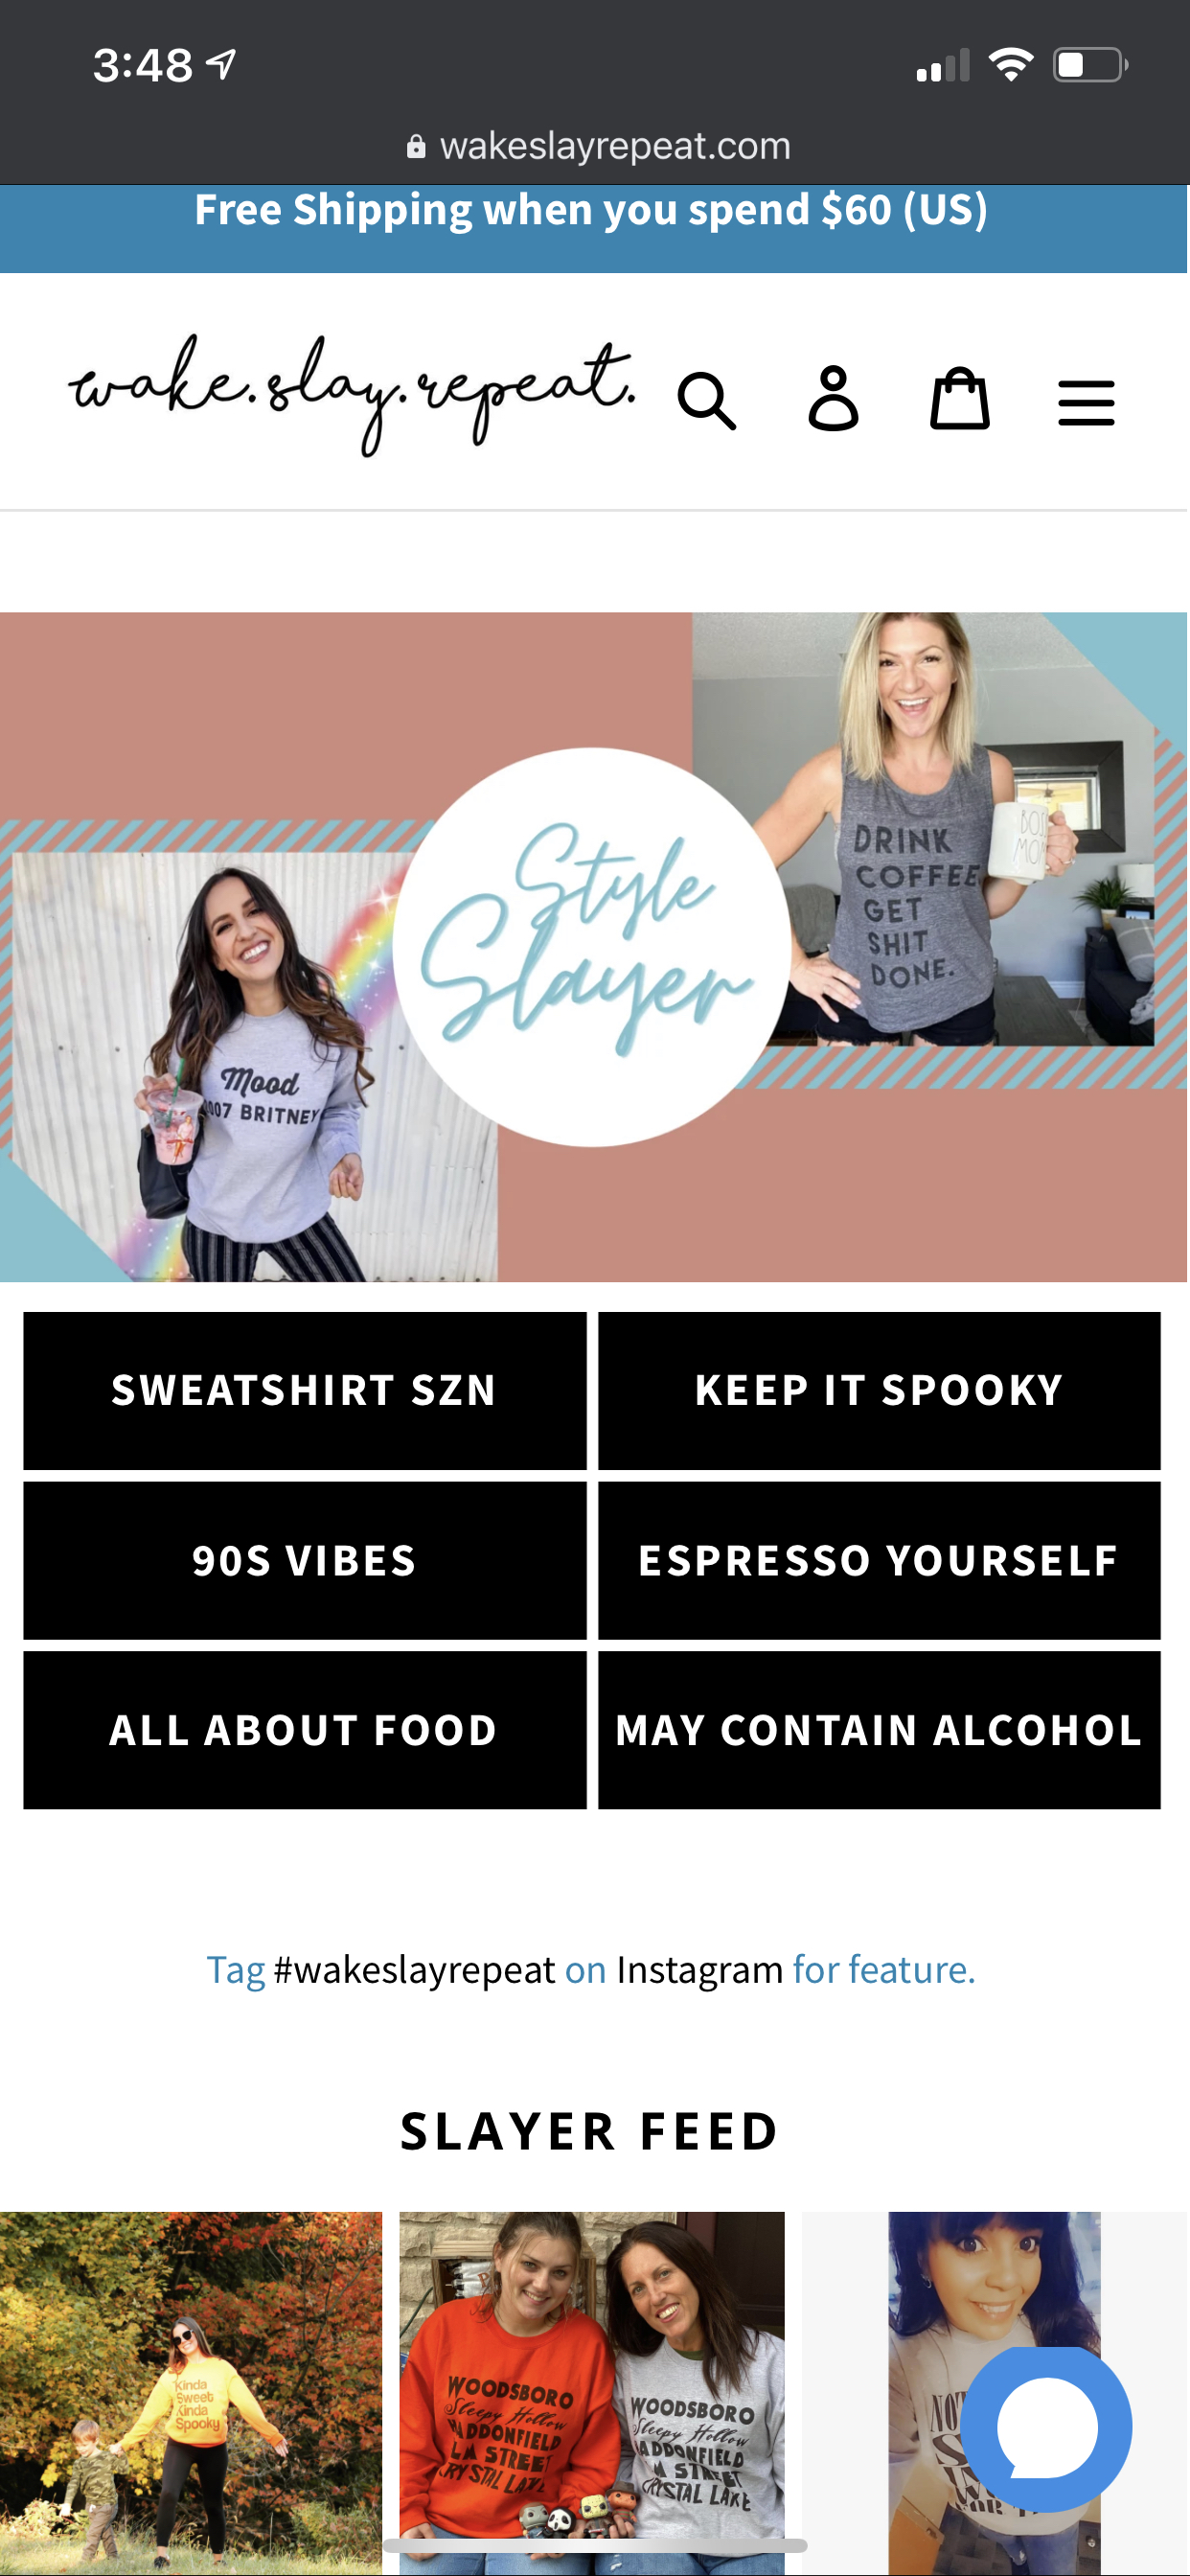 3:48
wakeslayrepeat.com
Free Shipping when you spend $60 (US)
wake.slay.repeat.
DRINK
COFFEE
GET
SHIT
DONE.
BOSS
MOM
Style
Slayer
Mood
007 BRITNEY
SWEATSHIRT SZN
KEEP IT SPOOKY
90S VIBES
ESPRESSO YOURSELF
ALL ABOUT FOOD
MAY CONTAIN ALCOHOL
Tag #wakeslayrepeat on Instagram for feature.
SLAYER FEED
Kinda
Sweet
Kinda
Spooky
WOODSBORO
Sleepy Hollow
HADDONFIELD
ELM STREET
CRYSTAL LAKE
WOODSBORO
Sleepy Hollow
HADDONFIELD
ELM STREET
CRYSTAL LAKE
NOT